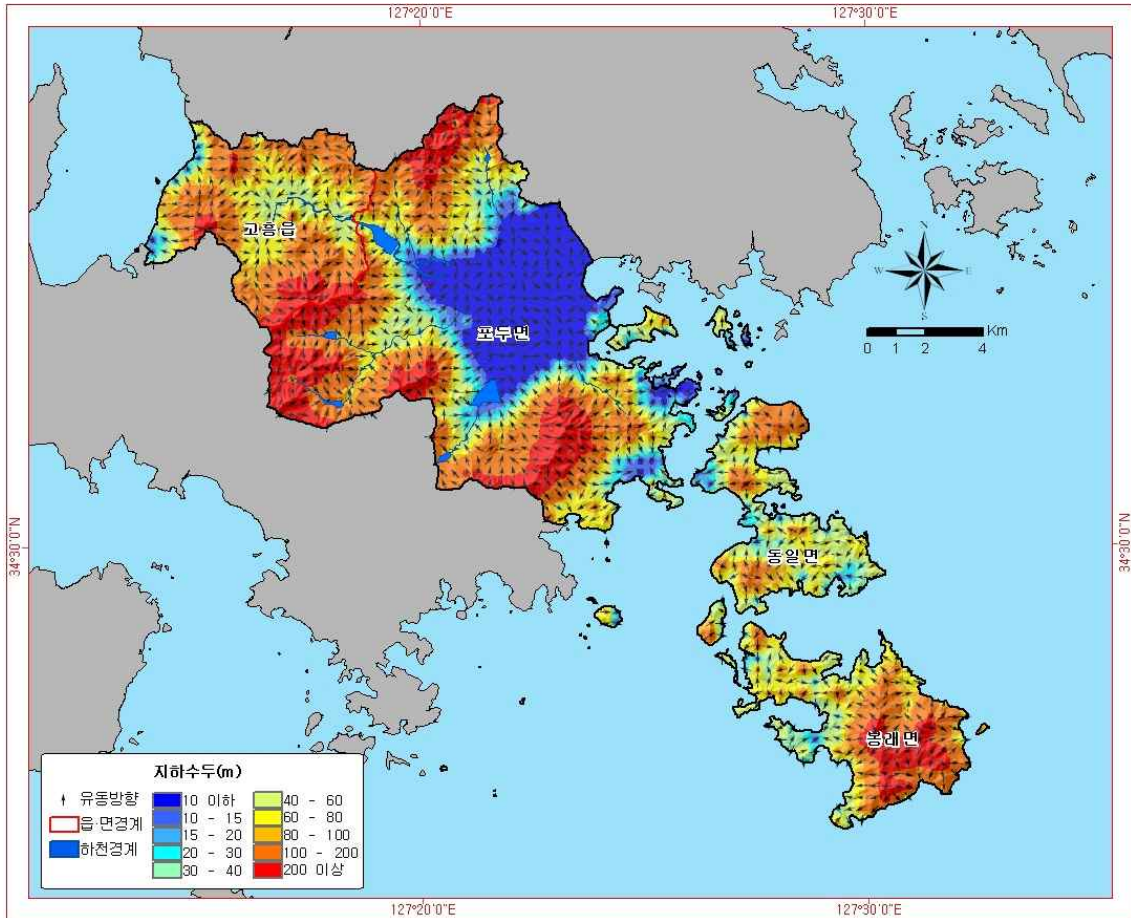 127°20'0"E
127°30'0"E
고흥읍
포두면
N
W
E
S
Km
0 1 2 4
34°30'0"N
34°30'0"N
동일면
봉래면
지하수두(m)
유동방향
읍·면경계
하천경계
10 이하
10 - 15
15 - 20
20 - 30
30 - 40
40 - 60
60 - 80
80 - 100
100 - 200
200 이상
127°20'0"E
127°30'0"E